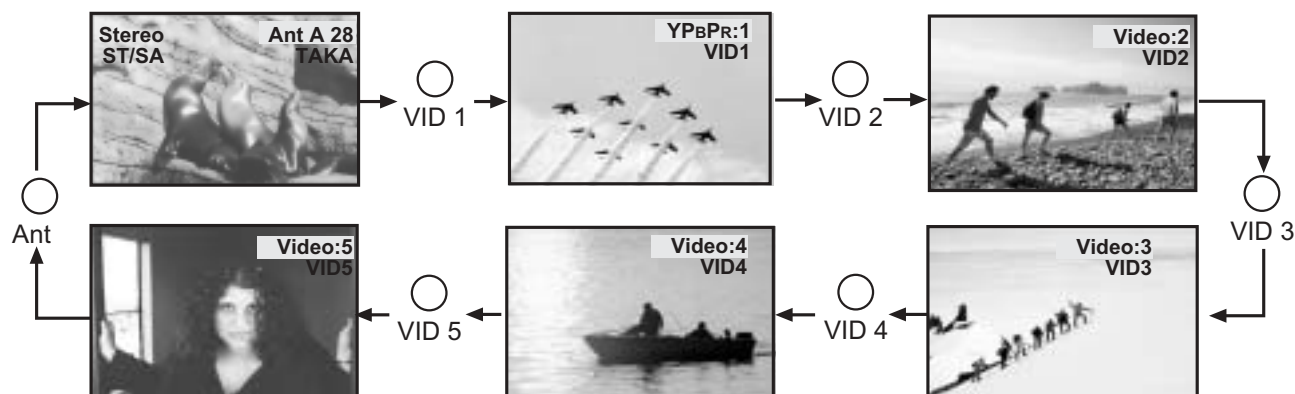 Stereo
ST/SA
Ant A 28
TAKA
VID 1
YPBPR:1
VID1
VID 2
Video:2
VID2
VID 3
Video:3
VID3
VID 4
Video:4
VID4
VID 5
Video:5
VID5
Ant